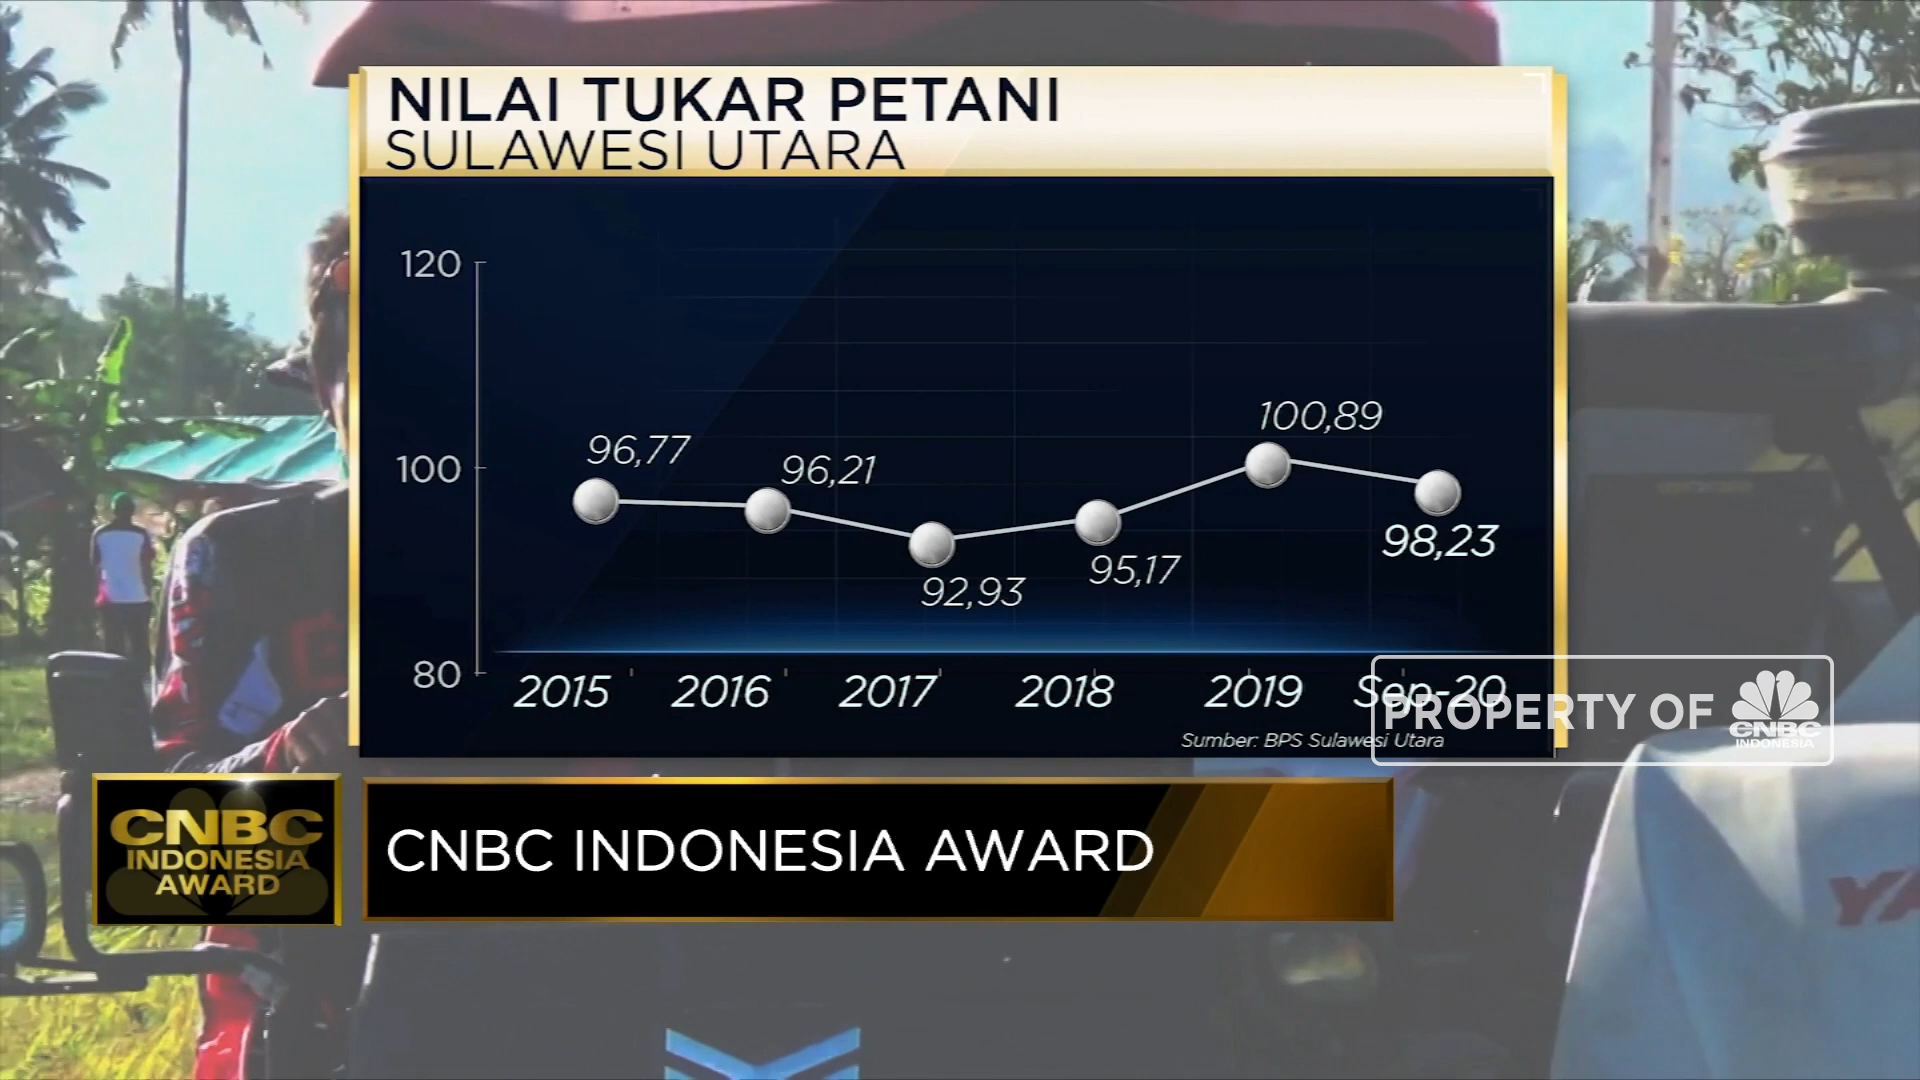 NILAI TUKAR PETANI
SULAWESI UTARA
120
100
80
96,77
96,21
92,93
95,17
100,89
98,23
2015 2016 2017 2018 2019 Sep-20
Sumber: BPS Sulawesi Utara
PROPERTY OF
CNBC
INDONESIA
CNBC
INDONESIA
AWARD
CNBC INDONESIA AWARD
YA